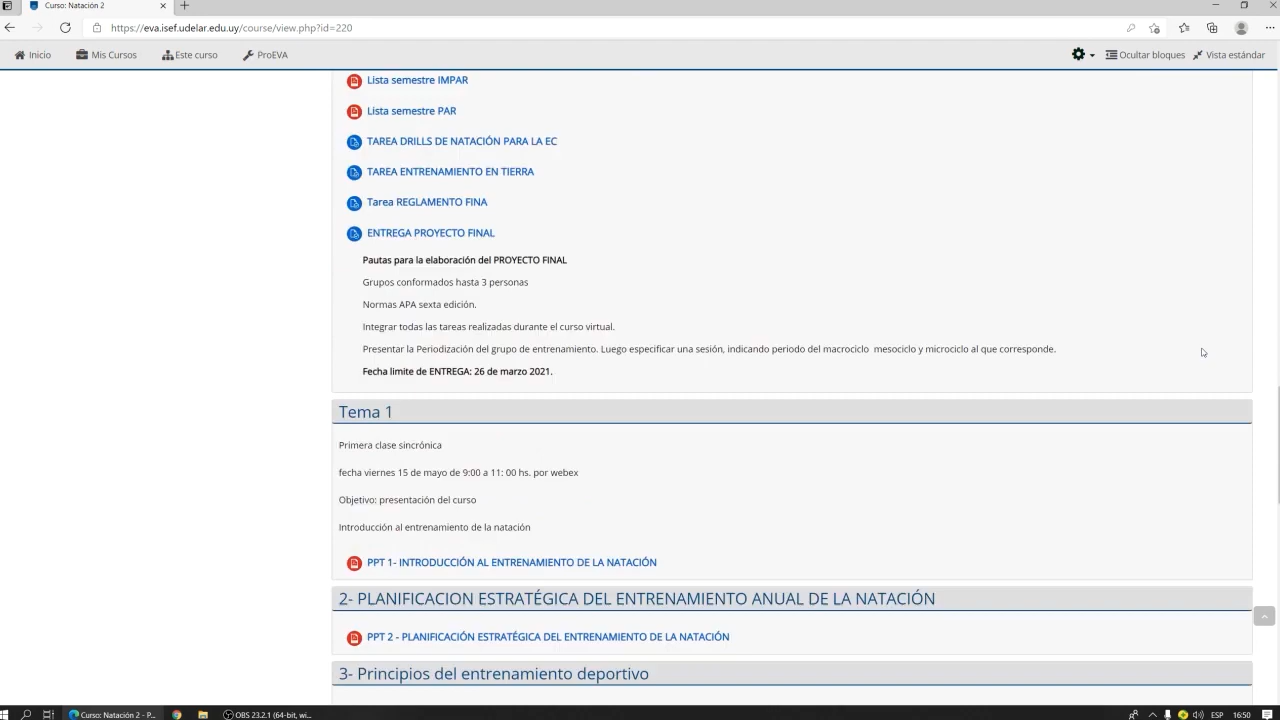 Curso: Natación 2
https://eva.isef.udelar.edu.uy/course/view.php?id=220
Inicio
Mis Cursos
Este curso
ProEVA
Ocultar bloques
Vista estándar
Lista semestre IMPAR
Lista semestre PAR
TAREA DRILLS DE NATACIÓN PARA LA EC
TAREA ENTRENAMIENTO EN TIERRA
Tarea REGLAMENTO FINA
ENTREGA PROYECTO FINAL
Pautas para la elaboración del PROYECTO FINAL
Grupos conformados hasta 3 personas
Normas APA sexta edición.
Integrar todas las tareas realizadas durante el curso virtual.
Presentar la Periodización del grupo de entrenamiento. Luego especificar una sesión, indicando periodo del macrociclo mesociclo y microciclo al que corresponde.
Fecha limite de ENTREGA: 26 de marzo 2021.
Tema 1
Primera clase sincrónica
fecha viernes 15 de mayo de 9:00 a 11: 00 hs. por webex
Objetivo: presentación del curso
Introducción al entrenamiento de la natación
PPT 1- INTRODUCCIÓN AL ENTRENAMIENTO DE LA NATACIÓN
2- PLANIFICACION ESTRATÉGICA DEL ENTRENAMIENTO ANUAL DE LA NATACIÓN
PPT 2 - PLANIFICACIÓN ESTRATÉGICA DEL ENTRENAMIENTO DE LA NATACIÓN
3- Principios del entrenamiento deportivo
Curso: Natación 2 - P...
OBS 23.2.1 (64-bit, wi...
ESP
16:50